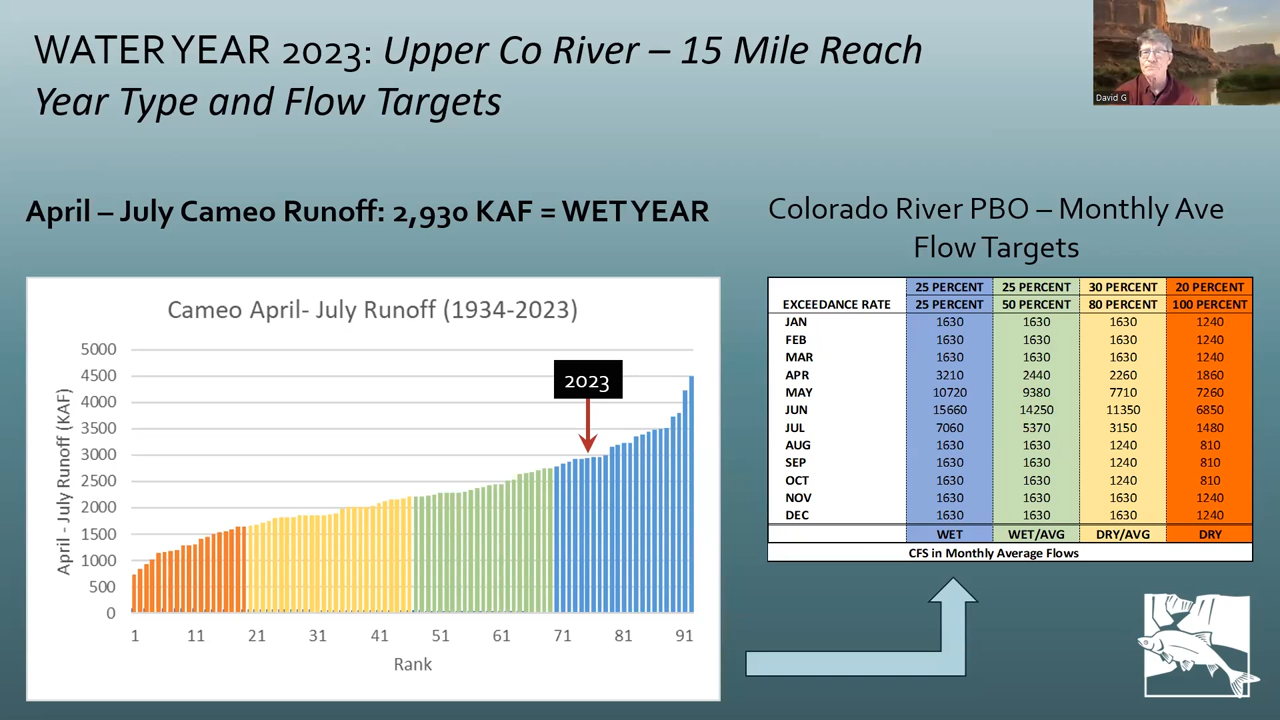 WATER YEAR 2023: Upper Co River – 15 Mile Reach
Year Type and Flow Targets
David G
April – July Cameo Runoff: 2,930 KAF = WET YEAR
Cameo April- July Runoff (1934-2023)
April - July Runoff (KAF)
5000
4500
4000
3500
3000
2500
2000
1500
1000
500
0
2023
1 11 21 31 41 51 61 71 81 91
Rank
Colorado River PBO – Monthly Ave
Flow Targets
25 PERCENT 25 PERCENT 30 PERCENT 20 PERCENT
EXCEEDANCE RATE 25 PERCENT 50 PERCENT 80 PERCENT 100 PERCENT
JAN 1630 1630 1630 1240
FEB 1630 1630 1630 1240
MAR 1630 1630 1630 1240
APR 3210 2440 2260 1860
MAY 10720 9380 7710 7260
JUN 15660 14250 11350 6850
JUL 7060 5370 3150 1480
AUG 1630 1630 1240 810
SEP 1630 1630 1240 810
OCT 1630 1630 1240 810
NOV 1630 1630 1630 1240
DEC 1630 1630 1630 1240
WET WET/AVG DRY/AVG DRY
CFS in Monthly Average Flows